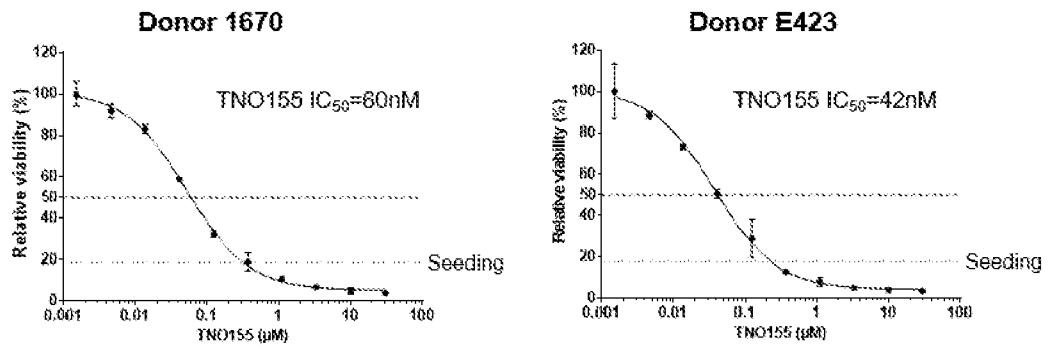 Donor 1670
Relative viability (%)
120
100
80
60
50
40
20
0
TNO155 IC50=60nM
Seeding
0.001
0.01
0.1
1
10
100
TNO155 (µM)
Donor E423
Relative viability (%)
120
100
80
60
50
40
20
0
TNO155 IC50=42nM
Seeding
0.001
0.01
0.1
1
10
100
TNO155 (µM)